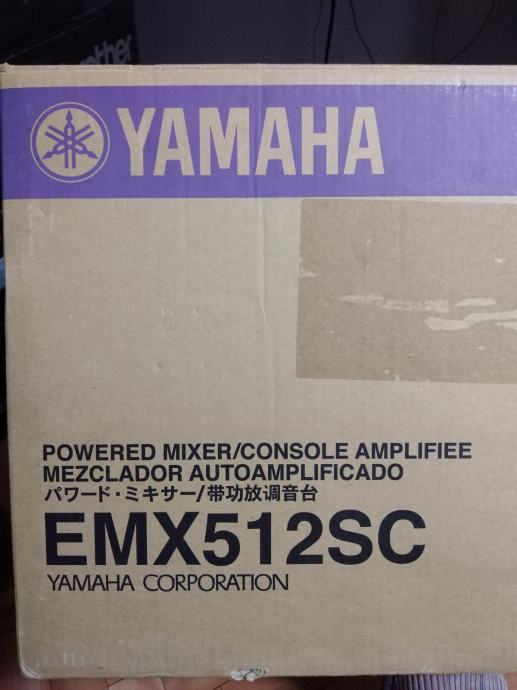 brother
YAMAHA
POWERED MIXER/CONSOLE AMPLIFIEE
MEZCLADOR AUTOAMPLIFICADO
パワード・ミキサー/带功放调音台
EMX512SC
YAMAHA CORPORATION